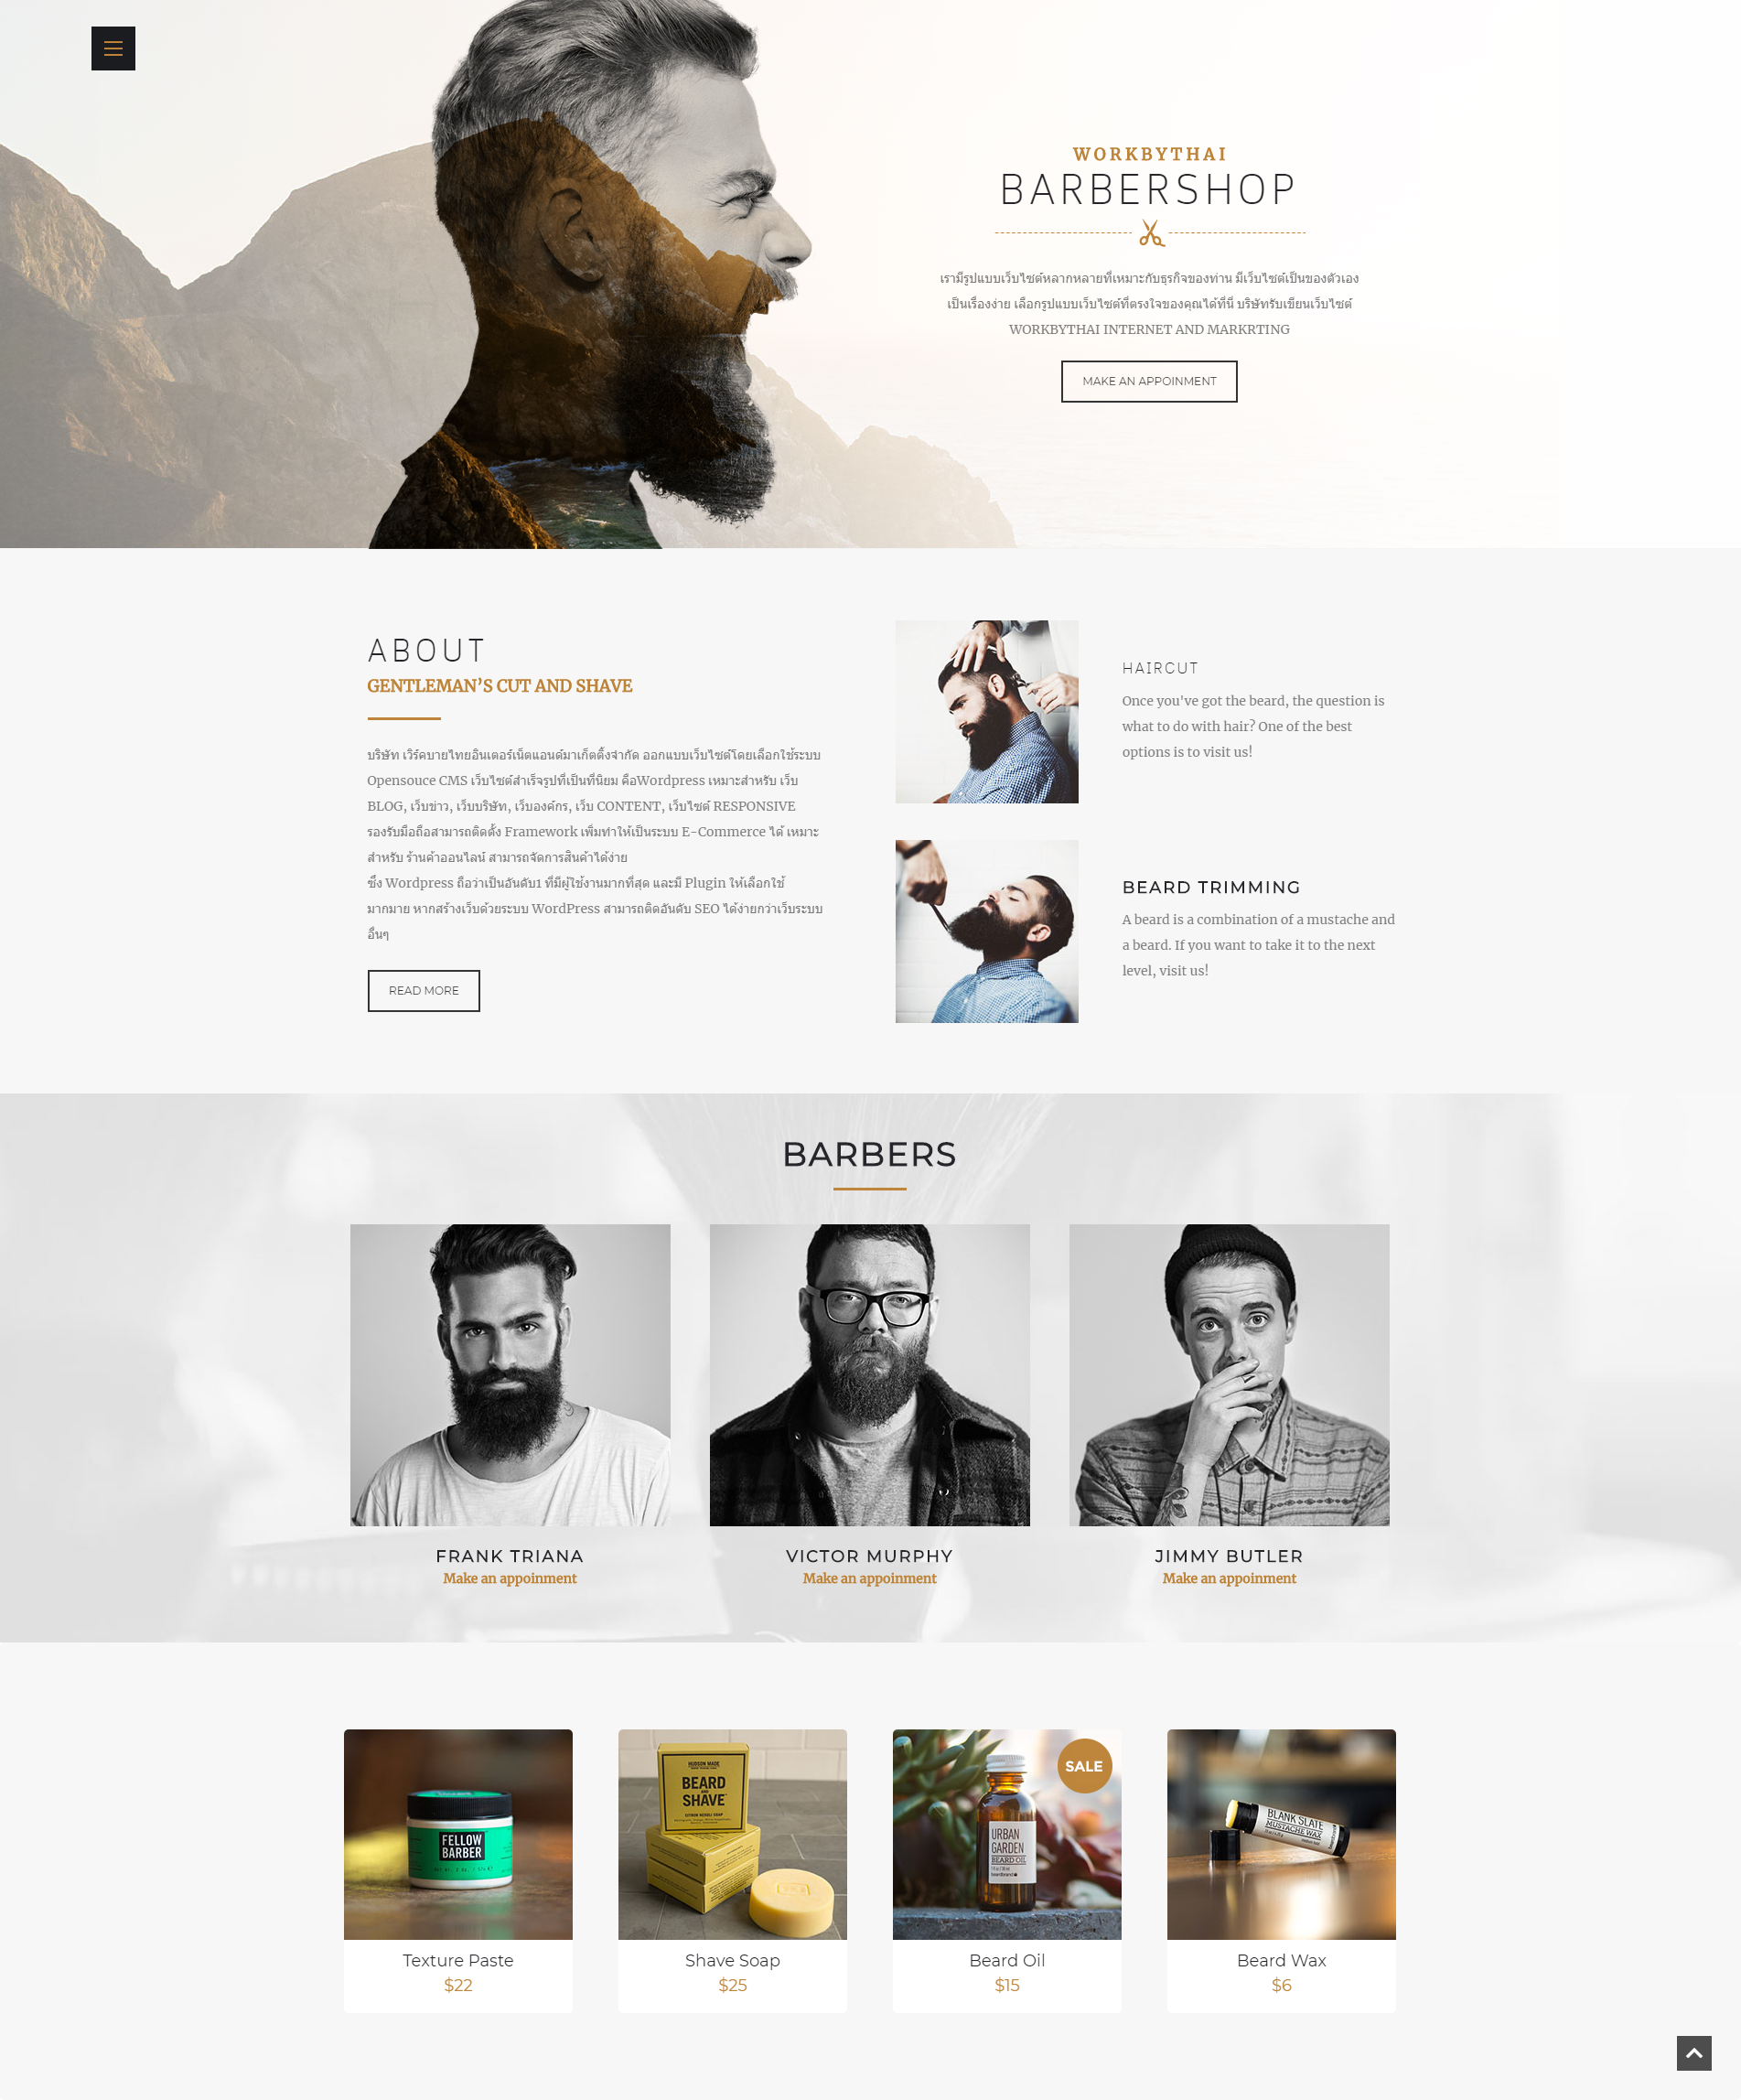 WORKBYTHAI
BARBERSHOP
เรามีรูปแบบเว็บไซต์หลากหลายที่เหมาะกับธุรกิจของท่าน มีเว็บไซต์เป็นของตัวเอง
เป็นเรื่องง่าย เลือกรูปแบบเว็บไซต์ที่ตรงใจของคุณได้ที่นี่ บริษัทรับเขียนเว็บไซต์
WORKBYTHAI INTERNET AND MARKRTING
MAKE AN APPOINMENT
ABOUT
GENTLEMAN’S CUT AND SHAVE
บริษัท เวิร์คบายไทยอินเตอร์เน็ตแอนด์มาเก็ตติ้งจำกัด ออกแบบเว็บไซต์โดยเลือกใช้ระบบ
Opensouce CMS เว็บไซต์สำเร็จรูปที่เป็นที่นิยม คือWordpress เหมาะสำหรับ เว็บ
BLOG, เว็บข่าว, เว็บบริษัท, เว็บองค์กร, เว็บ CONTENT, เว็บไซต์ RESPONSIVE
รองรับมือถือสามารถติดตั้ง Framework เพิ่มทำให้เป็นระบบ E-Commerce ได้ เหมาะ
สำหรับ ร้านค้าออนไลน์ สามารถจัดการสินค้าได้ง่าย
ซึ่ง Wordpress ถือว่าเป็นอันดับ1 ที่มีผู้ใช้งานมากที่สุด และมี Plugin ให้เลือกใช้
มากมาย หากสร้างเว็บด้วยระบบ WordPress สามารถติดอันดับ SEO ได้ง่ายกว่าเว็บระบบ
อื่นๆ
READ MORE
HAIRCUT
Once you've got the beard, the question is
what to do with hair? One of the best
options is to visit us!
BEARD TRIMMING
A beard is a combination of a mustache and
a beard. If you want to take it to the next
level, visit us!
BARBERS
FRANK TRIANA
Make an appoinment
VICTOR MURPHY
Make an appoinment
JIMMY BUTLER
Make an appoinment
FELLOW
BARBER
Texture Paste
$22
HUDSON MADE
BEARD
AND
SHAVE
CITRON NEROLI SOAP
Shave Soap
$25
SALE
URBAN
GARDEN
BEARD OIL
beardbrand
Beard Oil
$15
BLANK SLATE
MUSTACHE WAX
Beard Wax
$6